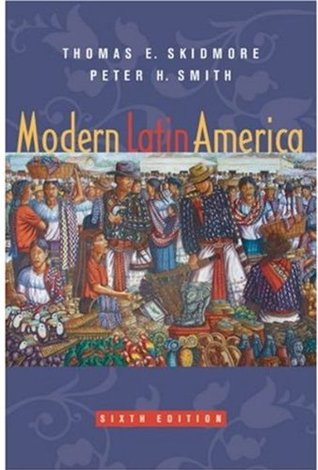 THOMAS E. SKIDMORE
PETER H. SMITH
Modern Latin America
SIXTH EDITION